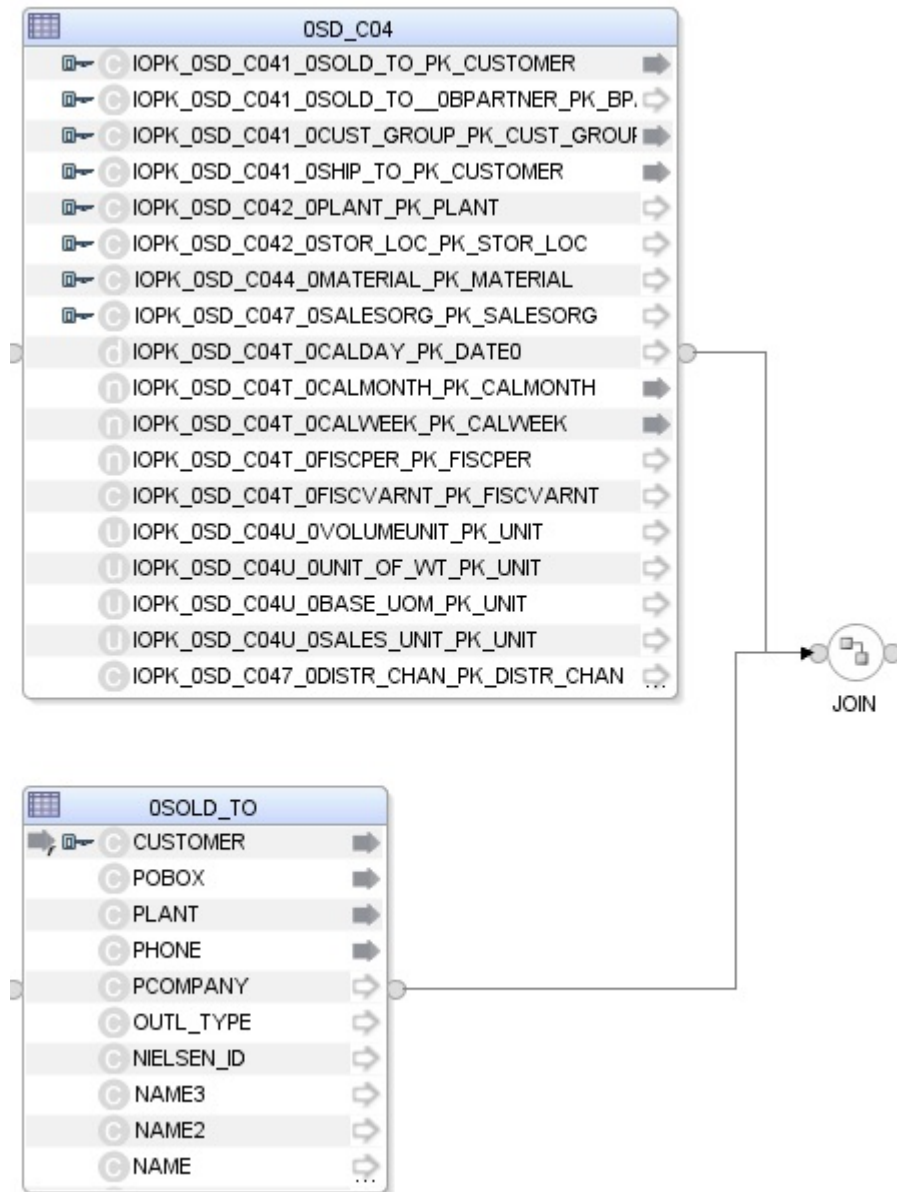 0SD_C04
C IOPK_0SD_C041_0SOLD_TO_PK_CUSTOMER
C IOPK_0SD_C041_0SOLD_TO__0BPARTNER_PK_BP.
C IOPK_0SD_C041_0CUST_GROUP_PK_CUST_GROUP
C IOPK_0SD_C041_0SHIP_TO_PK_CUSTOMER
C IOPK_0SD_C042_0PLANT_PK_PLANT
C IOPK_0SD_C042_0STOR_LOC_PK_STOR_LOC
C IOPK_0SD_C044_0MATERIAL_PK_MATERIAL
C IOPK_0SD_C047_0SALESORG_PK_SALESORG
d IOPK_0SD_C04T_0CALDAY_PK_DATE0
n IOPK_0SD_C04T_0CALMONTH_PK_CALMONTH
n IOPK_0SD_C04T_0CALWEEK_PK_CALWEEK
n IOPK_0SD_C04T_0FISCPER_PK_FISCPER
C IOPK_0SD_C04T_0FISCVARNT_PK_FISCVARNT
U IOPK_0SD_C04U_0VOLUMEUNIT_PK_UNIT
U IOPK_0SD_C04U_0UNIT_OF_WT_PK_UNIT
U IOPK_0SD_C04U_0BASE_UOM_PK_UNIT
U IOPK_0SD_C04U_0SALES_UNIT_PK_UNIT
C IOPK_0SD_C047_0DISTR_CHAN_PK_DISTR_CHAN ...
JOIN
0SOLD_TO
C CUSTOMER
C POBOX
C PLANT
C PHONE
C PCOMPANY
C OUTL_TYPE
C NIELSEN_ID
C NAME3
C NAME2
C NAME ...